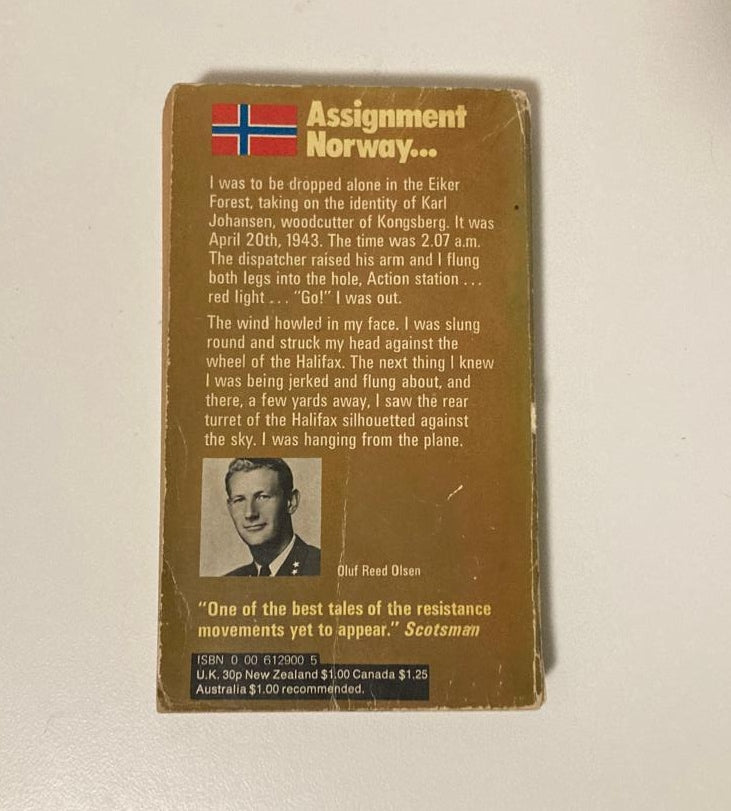 Assignment
Norway...
I was to be dropped alone in the Eiker
Forest, taking on the identity of Karl
Johansen, woodcutter of Kongsberg. It was
April 20th, 1943. The time was 2.07 a.m.
The dispatcher raised his arm and I flung
both legs into the hole, Action station ...
red light ... "Go!" I was out.
The wind howled in my face. I was slung
round and struck my head against the
wheel of the Halifax. The next thing I knew
I was being jerked and flung about, and
there, a few yards away, I saw the rear
turret of the Halifax silhouetted against
the sky. I was hanging from the plane.
Oluf Reed Olsen
"One of the best tales of the resistance
movements yet to appear." Scotsman
ISBN 0 00 612900 5
U.K. 30p New Zealand $1.00 Canada $1.25
Australia $1.00 recommended.